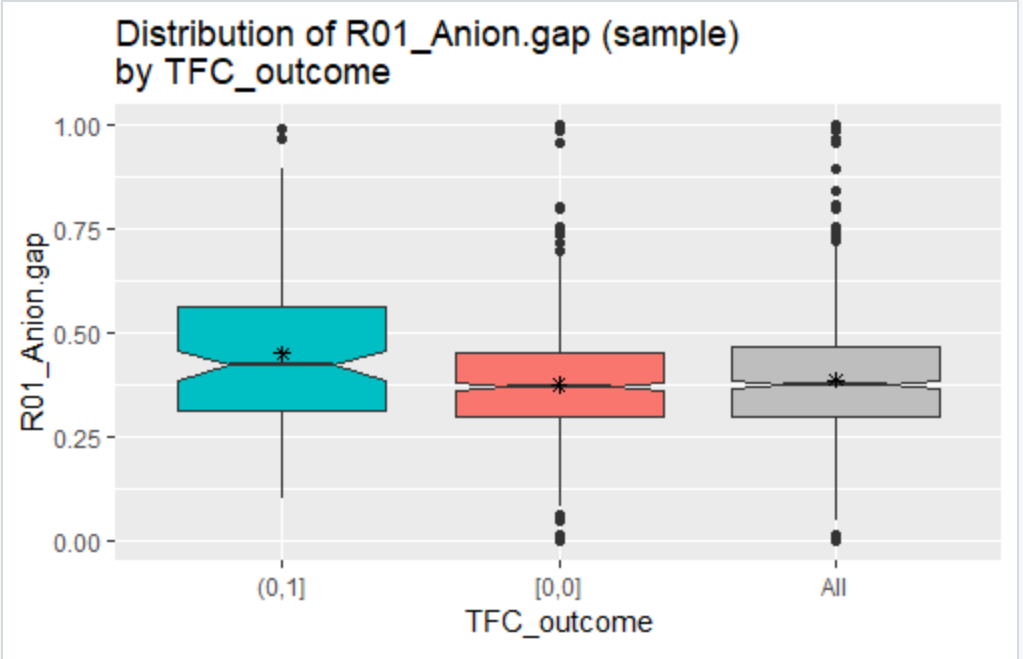 Distribution of R01_Anion.gap (sample)
by TFC_outcome
R01_Anion.gap
1.00
0.75
0.50
0.25
0.00
(0,1]
[0,0]
All
TFC_outcome